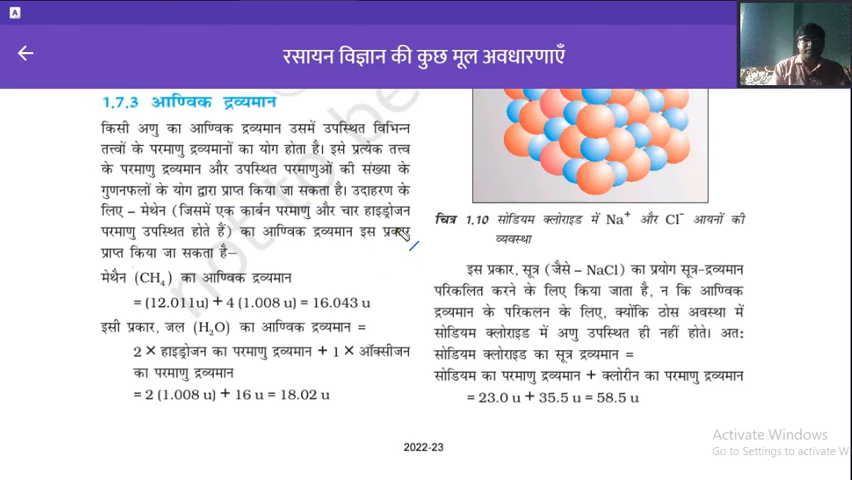 A
रसायन विज्ञान की कुछ मूल अवधारणाएँ
1.7.3 आण्विक द्रव्यमान
किसी अणु का आण्विक द्रव्यमान उसमें उपस्थित विभिन्न
तत्त्वों के परमाणु द्रव्यमानों का योग होता है। इसे प्रत्येक तत्त्व
के परमाणु द्रव्यमान और उपस्थित परमाणुओं की संख्या के
गुणनफलों के योग द्वारा प्राप्त किया जा सकता है। उदाहरण के
लिए – मेथेन (जिसमें एक कार्बन परमाणु और चार हाइड्रोजन
परमाणु उपस्थित होते हैं) का आण्विक द्रव्यमान इस प्रकार
प्राप्त किया जा सकता है–
मेथैन (CH₄) का आण्विक द्रव्यमान
= (12.011u) + 4 (1.008 u) = 16.043 u
इसी प्रकार, जल (H₂O) का आण्विक द्रव्यमान =
2 × हाइड्रोजन का परमाणु द्रव्यमान + 1 × ऑक्सीजन
का परमाणु द्रव्यमान
= 2 (1.008 u) + 16 u = 18.02 u
चित्र 1.10 सोडियम क्लोराइड में Na⁺ और Cl⁻ आयनों की
व्यवस्था
इस प्रकार, सूत्र (जैसे – NaCl) का प्रयोग सूत्र-द्रव्यमान
परिकलित करने के लिए किया जाता है, न कि आण्विक
द्रव्यमान के परिकलन के लिए, क्योंकि ठोस अवस्था में
सोडियम क्लोराइड में अणु उपस्थित ही नहीं होते। अत:
सोडियम क्लोराइड का सूत्र द्रव्यमान =
सोडियम का परमाणु द्रव्यमान + क्लोरीन का परमाणु द्रव्यमान
= 23.0 u + 35.5 u = 58.5 u
2022-23
not to be
Activate Windows
Go to Settings to activate W